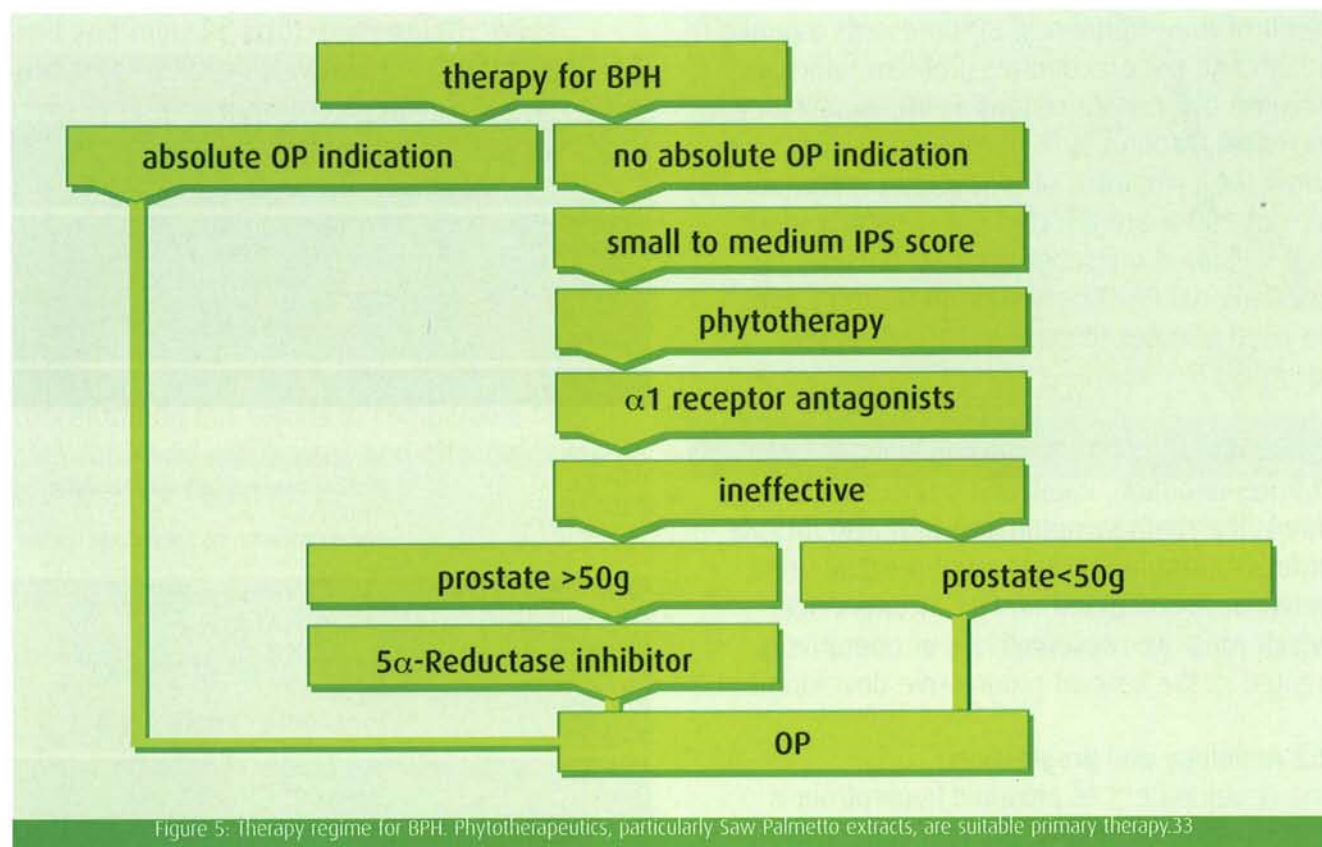 therapy for BPH
absolute OP indication
no absolute OP indication
small to medium IPS score
phytotherapy
α1 receptor antagonists
ineffective
prostate >50g
prostate<50g
5α-Reductase inhibitor
OP
Figure 5: Therapy regime for BPH. Phytotherapeutics, particularly Saw Palmetto extracts, are suitable primary therapy.33